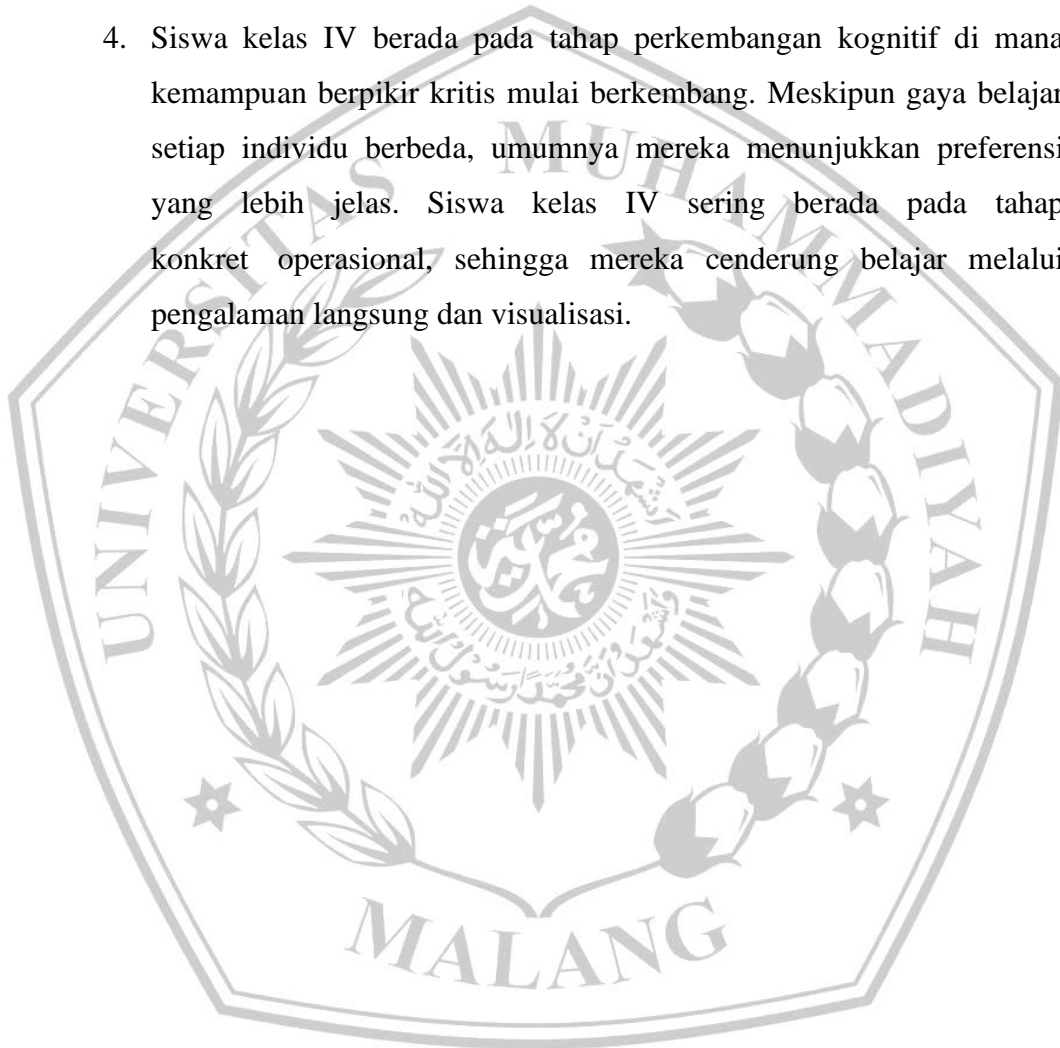 4. Siswa kelas IV berada pada tahap perkembangan kognitif di mana
kemampuan berpikir kritis mulai berkembang. Meskipun gaya belajar
setiap individu berbeda, umumnya mereka menunjukkan preferensi
yang lebih jelas. Siswa kelas IV sering berada pada tahap
konkret operasional, sehingga mereka cenderung belajar melalui
pengalaman langsung dan visualisasi.
UNIVERSITAS MUHAMMADIYAH
MALANG